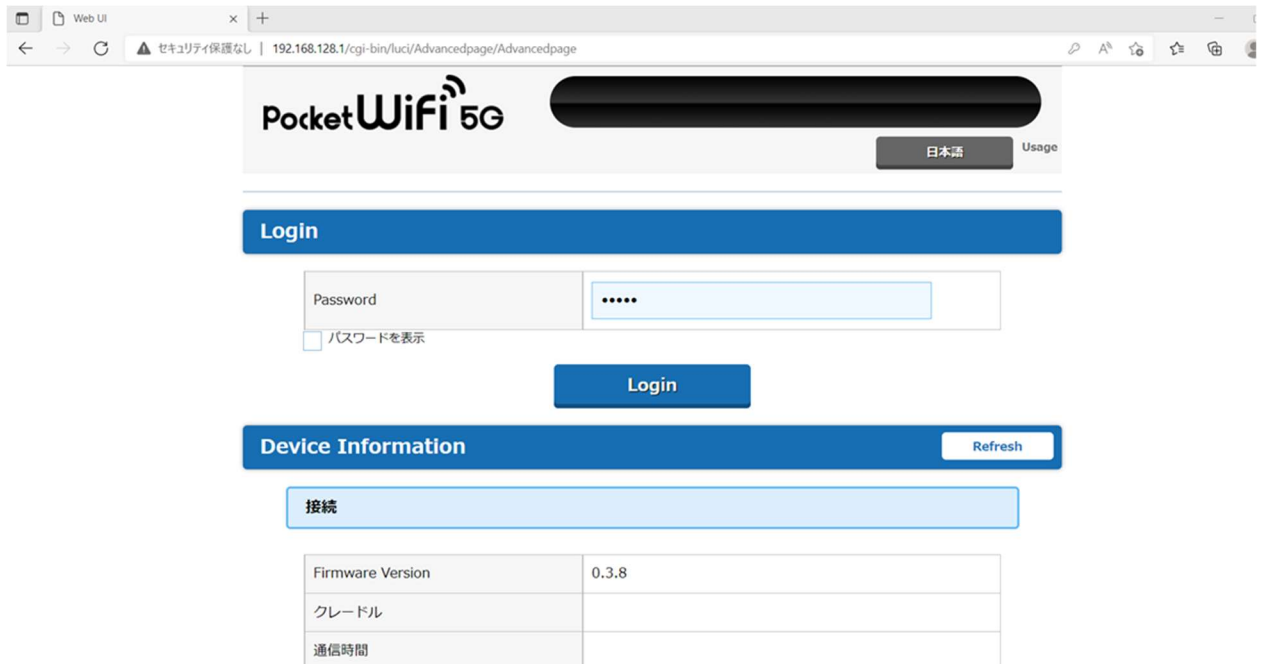 Web UI
セキュリティ保護なし | 192.168.128.1/cgi-bin/luci/Advancedpage/Advancedpage
Pocket WiFi 5G
日本語
Usage
Login
Password
•••••
パスワードを表示
Login
Device Information
Refresh
接続
Firmware Version 0.3.8
クレードル
通信時間